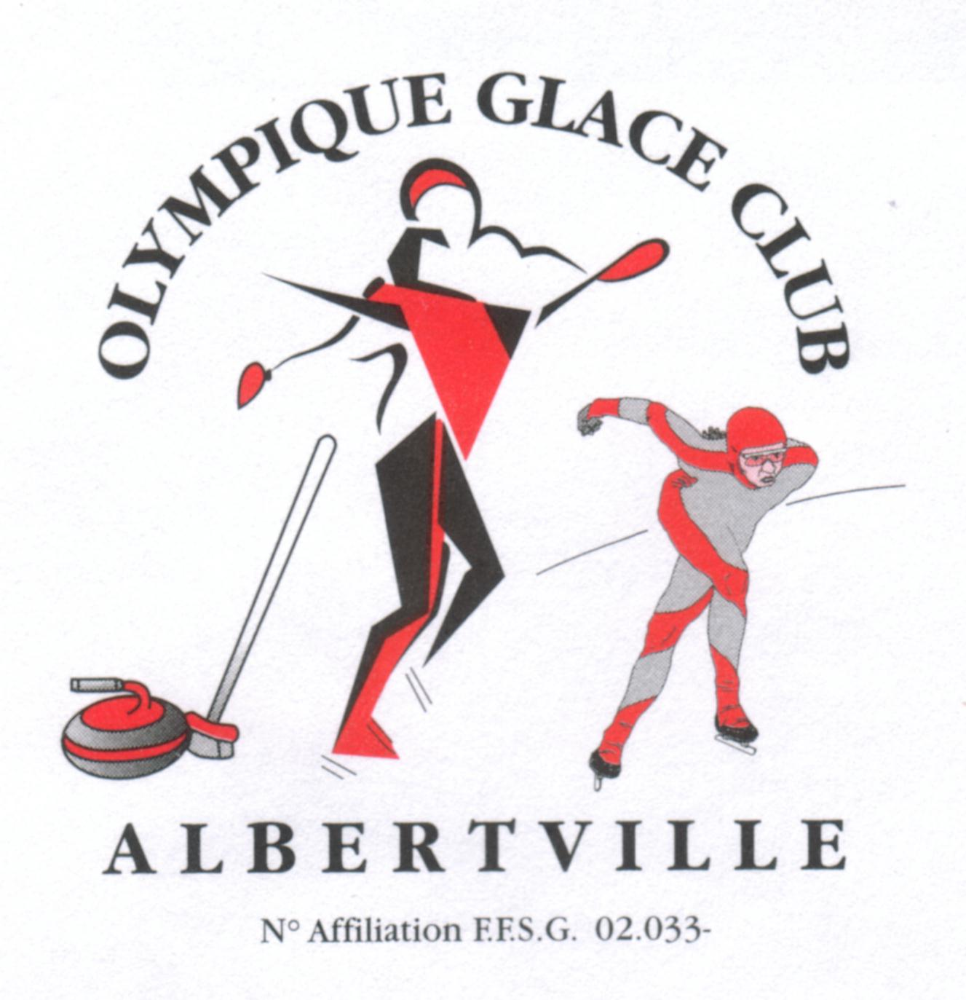 OLYMPIQUE GLACE CLUB
ALBERTVILLE
N° Affiliation F.F.S.G. 02.033-